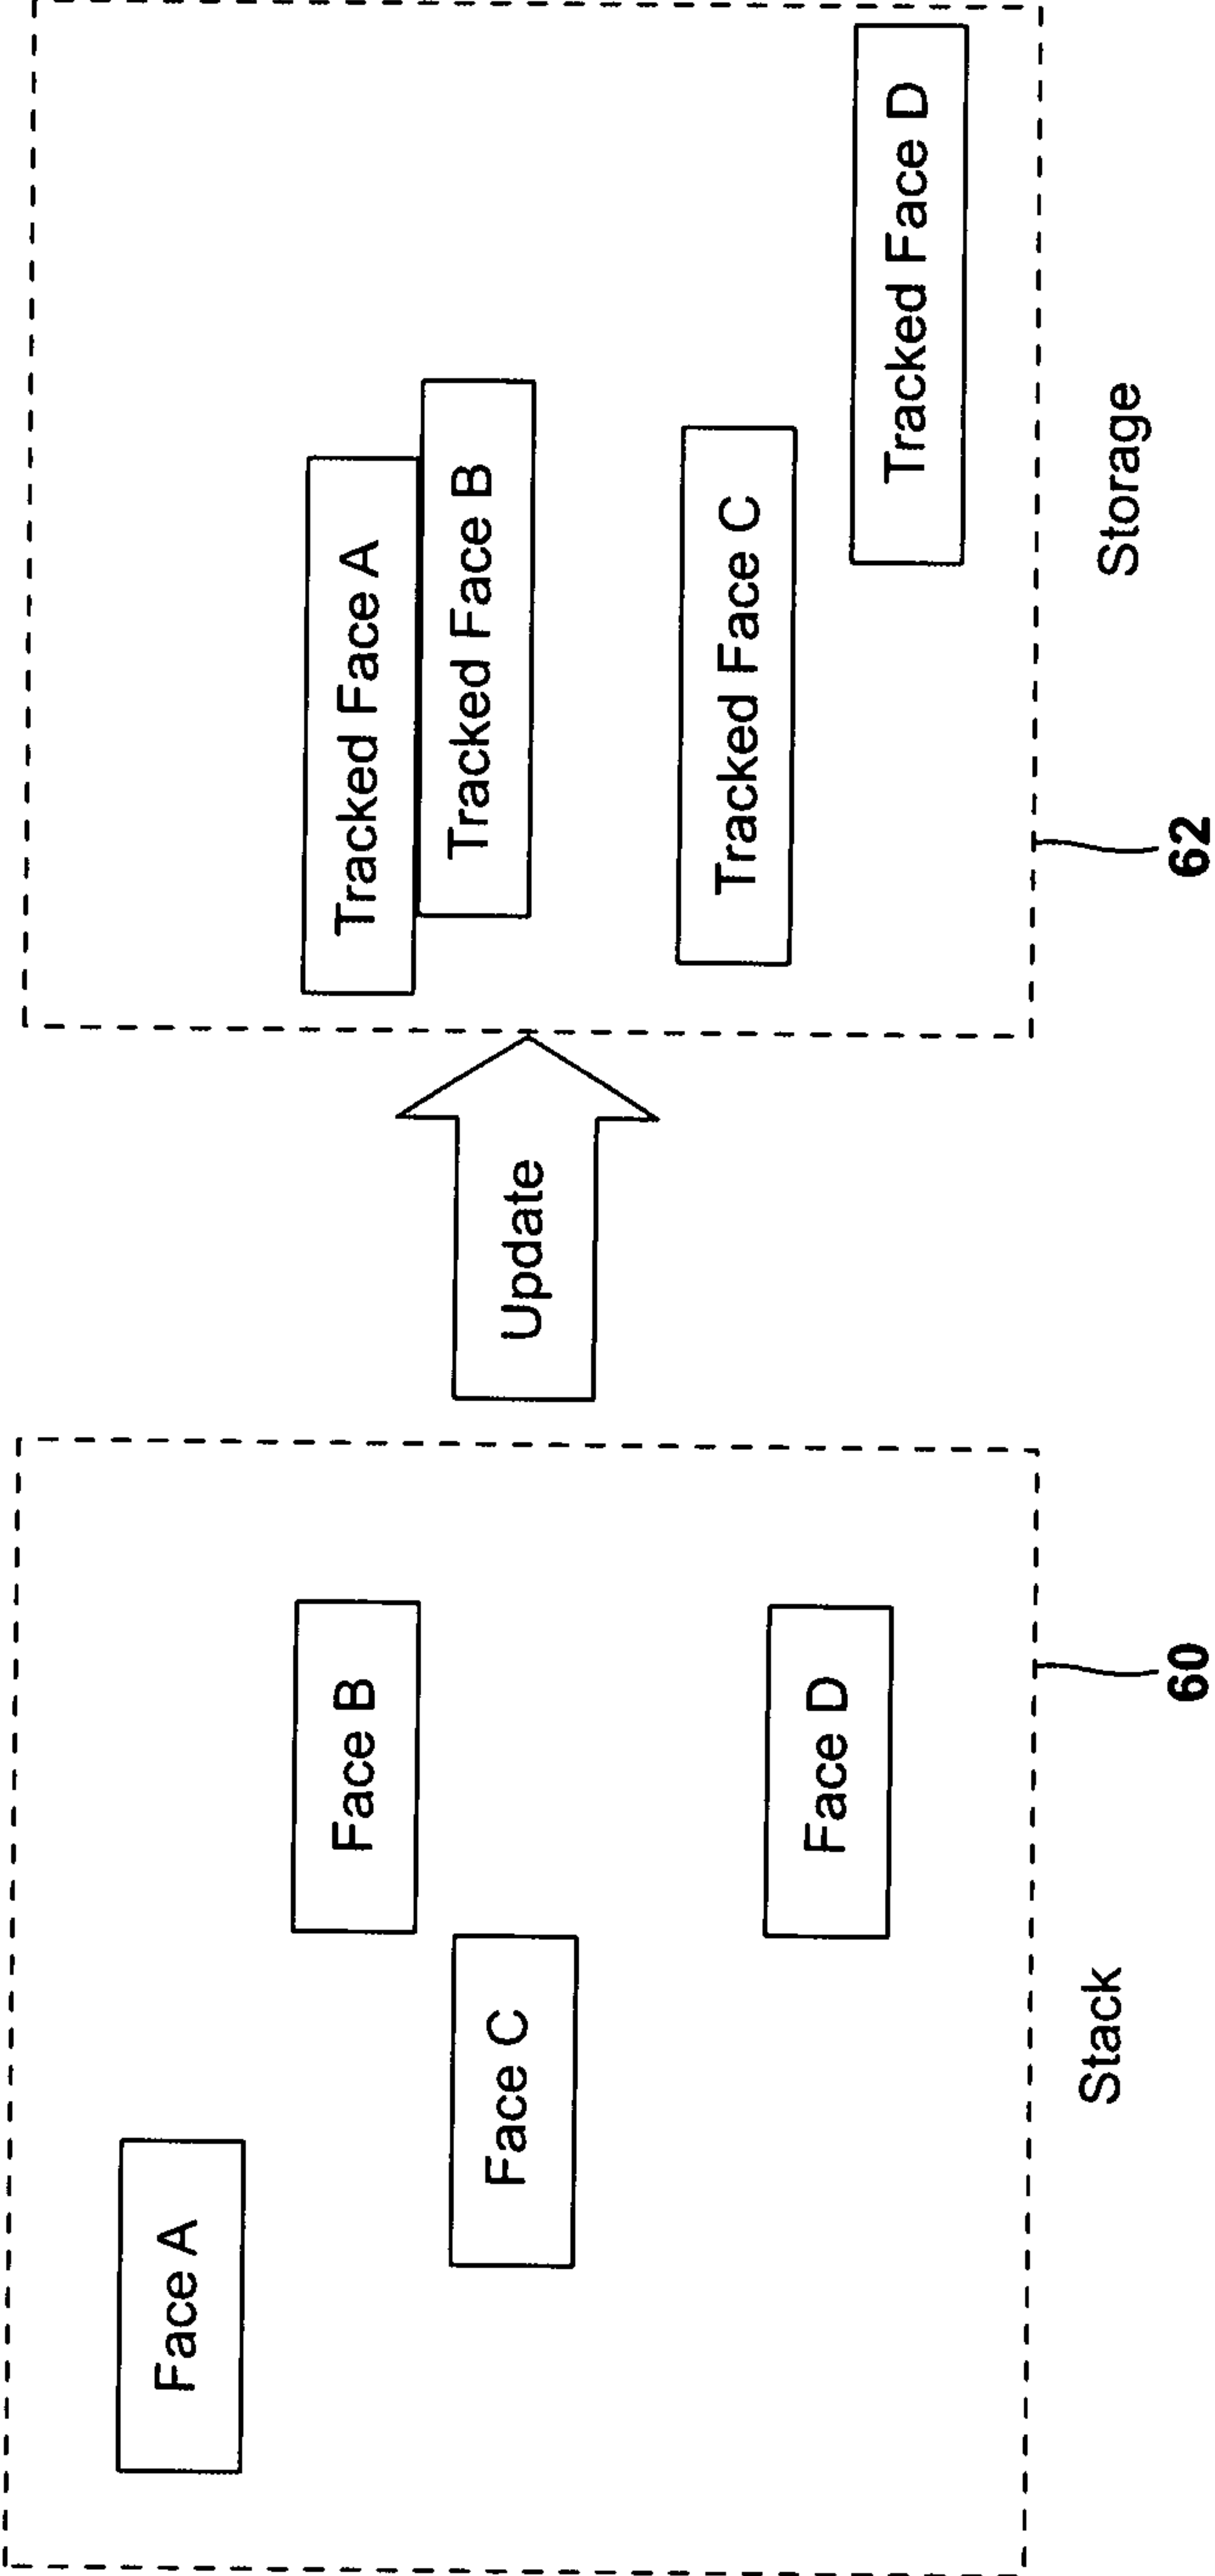 Face A
Face B
Face C
Face D
Stack
60
Update
Tracked Face A
Tracked Face B
Tracked Face C
Tracked Face D
Storage
62